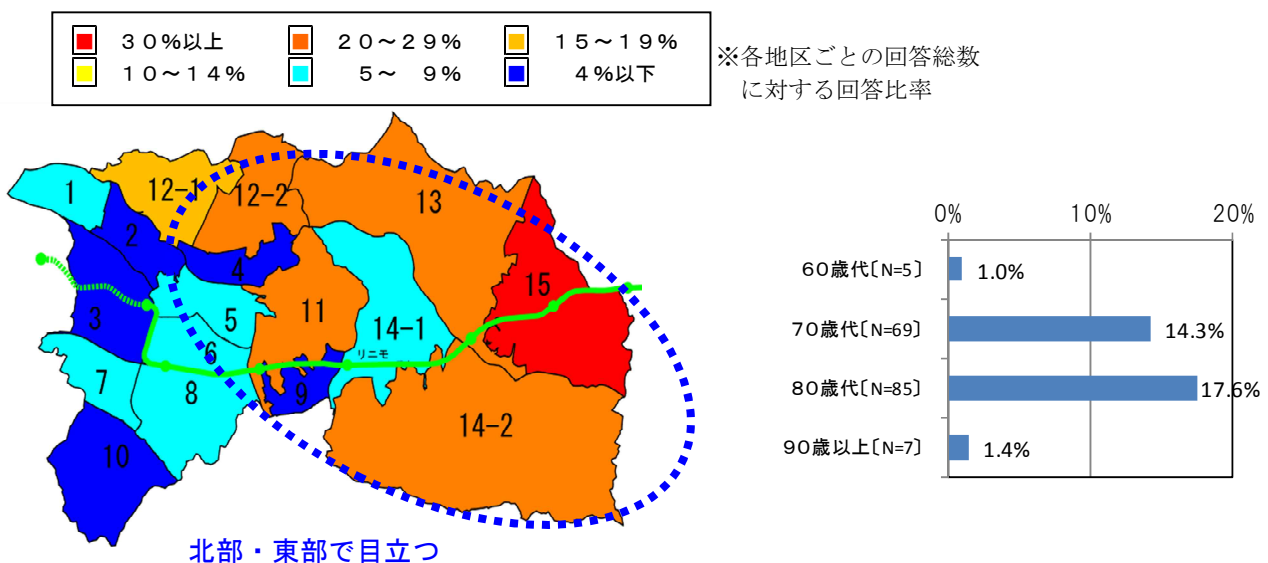 ３０%以上 ２０～２９% １５～１９%
１０～１４% ５～　９% ４%以下
※各地区ごとの回答総数
に対する回答比率
1
12-1
12-2
13
2
4
15
3
5
11
14-1
6
リニモ
7
8
9
14-2
10
北部・東部で目立つ
0% 10% 20%
60歳代〔N=5〕 1.0%
70歳代〔N=69〕 14.3%
80歳代〔N=85〕 17.6%
90歳以上〔N=7〕 1.4%